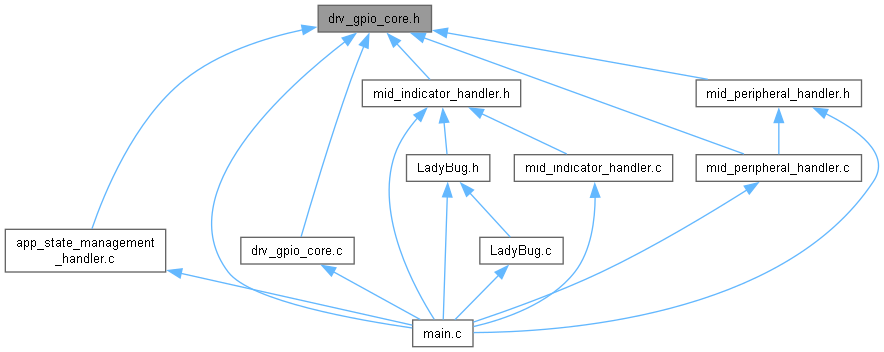 drv_gpio_core.h
mid_indicator_handler.h
mid_peripheral_handler.h
LadyBug.h
mid_indicator_handler.c
mid_peripheral_handler.c
app_state_management
_handler.c
drv_gpio_core.c
LadyBug.c
main.c